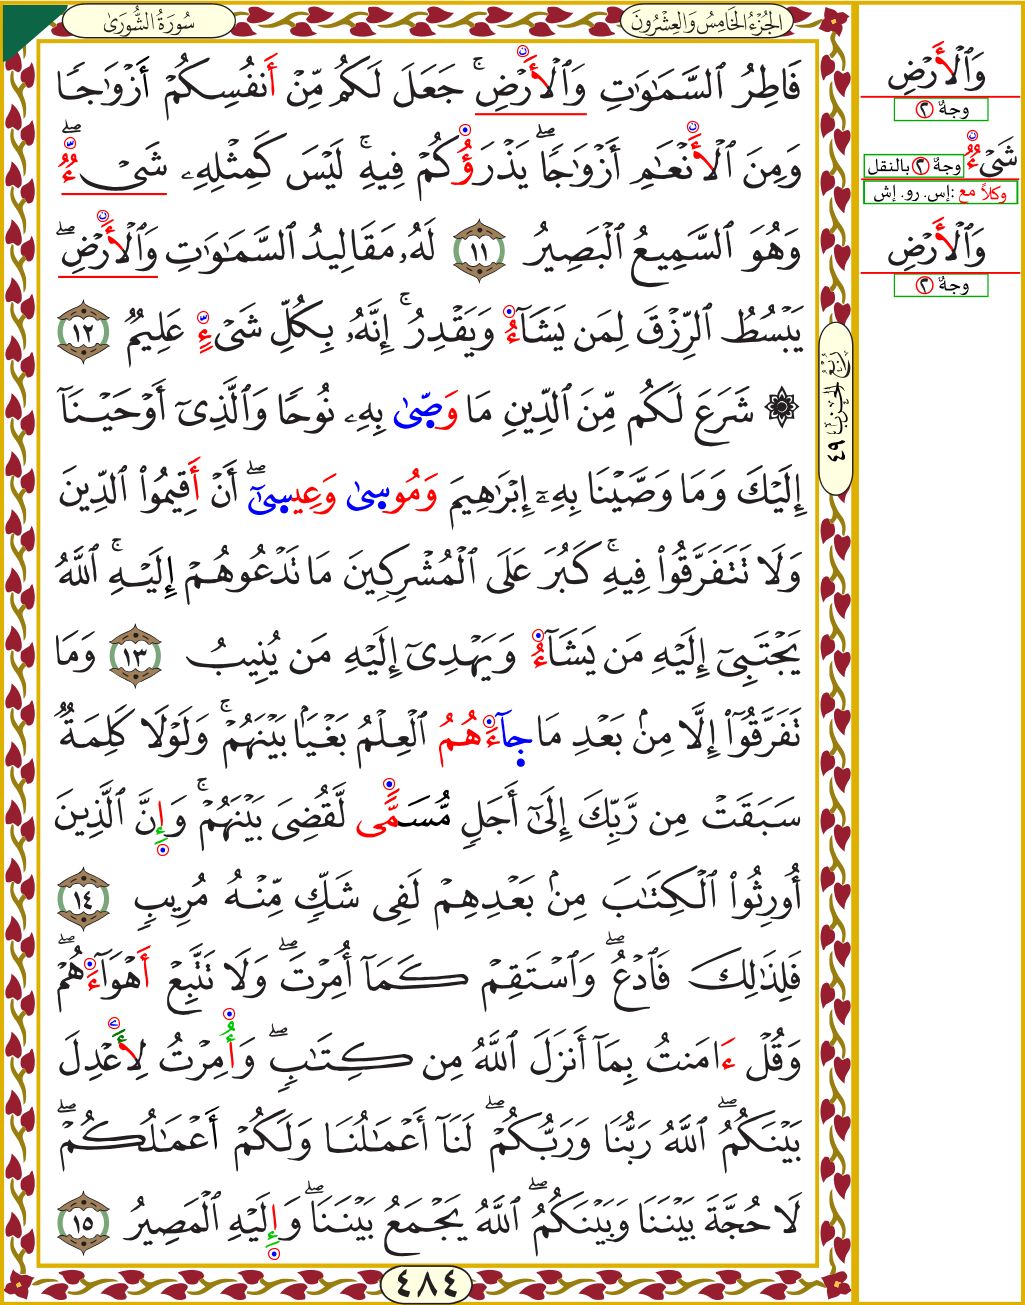 سُورَةُ الشُّورَىٰ
الجُزْءُ الخَامِسُ وَالعِشْرُونَ
فَاطِرُ ٱلسَّمَٰوَٰتِ وَٱلْأَرْضِۚ جَعَلَ لَكُم مِّنْ أَنفُسِكُمْ أَزْوَٰجًا
وَمِنَ ٱلْأَنْعَٰمِ أَزْوَٰجًاۖ يَذْرَؤُكُمْ فِيهِۚ لَيْسَ كَمِثْلِهِۦ شَىْءٌۖ
وَهُوَ ٱلسَّمِيعُ ٱلْبَصِيرُ ١١ لَهُۥ مَقَالِيدُ ٱلسَّمَٰوَٰتِ وَٱلْأَرْضِۖ
يَبْسُطُ ٱلرِّزْقَ لِمَن يَشَآءُ وَيَقْدِرُۚ إِنَّهُۥ بِكُلِّ شَىْءٍ عَلِيمٌ ١٢
۞ شَرَعَ لَكُم مِّنَ ٱلدِّينِ مَا وَصَّىٰ بِهِۦ نُوحًا وَٱلَّذِىٓ أَوْحَيْنَآ
إِلَيْكَ وَمَا وَصَّيْنَا بِهِۦٓ إِبْرَٰهِيمَ وَمُوسَىٰ وَعِيسَىٰٓۖ أَنْ أَقِيمُوا۟ ٱلدِّينَ
وَلَا تَتَفَرَّقُوا۟ فِيهِۚ كَبُرَ عَلَى ٱلْمُشْرِكِينَ مَا تَدْعُوهُمْ إِلَيْهِۚ ٱللَّهُ
يَجْتَبِىٓ إِلَيْهِ مَن يَشَآءُ وَيَهْدِىٓ إِلَيْهِ مَن يُنِيبُ ١٣ وَمَا
تَفَرَّقُوٓا۟ إِلَّا مِنۢ بَعْدِ مَا جَآءَهُمُ ٱلْعِلْمُ بَغْيَۢا بَيْنَهُمْۚ وَلَوْلَا كَلِمَةٌ
سَبَقَتْ مِن رَّبِّكَ إِلَىٰٓ أَجَلٍ مُّسَمًّى لَّقُضِىَ بَيْنَهُمْۚ وَإِنَّ ٱلَّذِينَ
أُورِثُوا۟ ٱلْكِتَٰبَ مِنۢ بَعْدِهِمْ لَفِى شَكٍّ مِّنْهُ مُرِيبٍ ١٤
فَلِذَٰلِكَ فَٱدْعُۖ وَٱسْتَقِمْ كَمَآ أُمِرْتَۖ وَلَا تَتَّبِعْ أَهْوَآءَهُمْۖ
وَقُلْ ءَامَنتُ بِمَآ أَنزَلَ ٱللَّهُ مِن كِتَٰبٍۖ وَأُمِرْتُ لِأَعْدِلَ
بَيْنَكُمُۖ ٱللَّهُ رَبُّنَا وَرَبُّكُمْۖ لَنَآ أَعْمَٰلُنَا وَلَكُمْ أَعْمَٰلُكُمْۖ
لَا حُجَّةَ بَيْنَنَا وَبَيْنَكُمُۖ ٱللَّهُ يَجْمَعُ بَيْنَنَاۖ وَإِلَيْهِ ٱلْمَصِيرُ ١٥
٤٨٤
رُبْعُ الحِزْبِ ٤٩
وَٱلْأَرْضِ
وجهٌ ٢
شَىْءٌ
وجهٌ ٢ بالنقل
وكلاً مع : إس. رو. إش
وَٱلْأَرْضِ
وجهٌ ٢